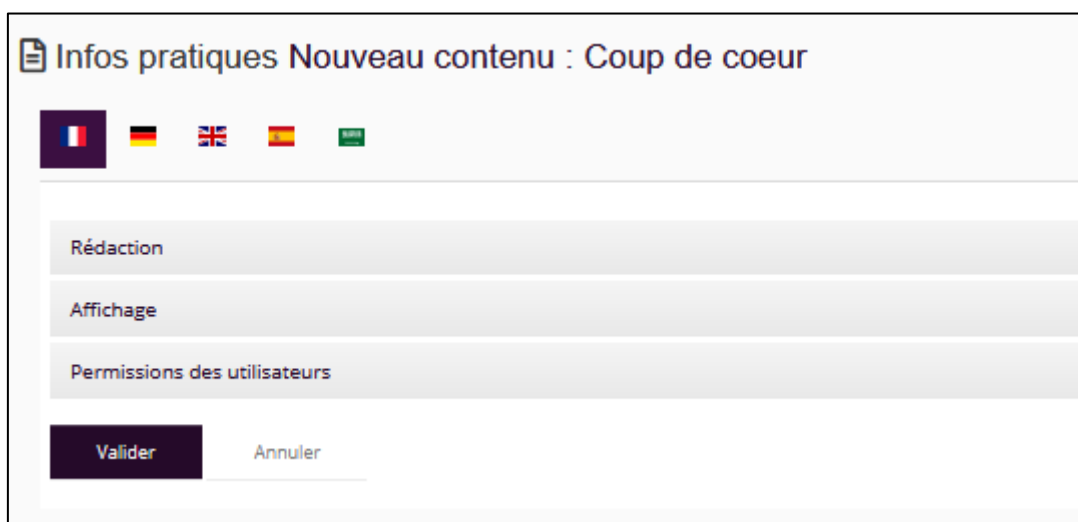 Infos pratiques Nouveau contenu : Coup de coeur
Rédaction
Affichage
Permissions des utilisateurs
Valider Annuler